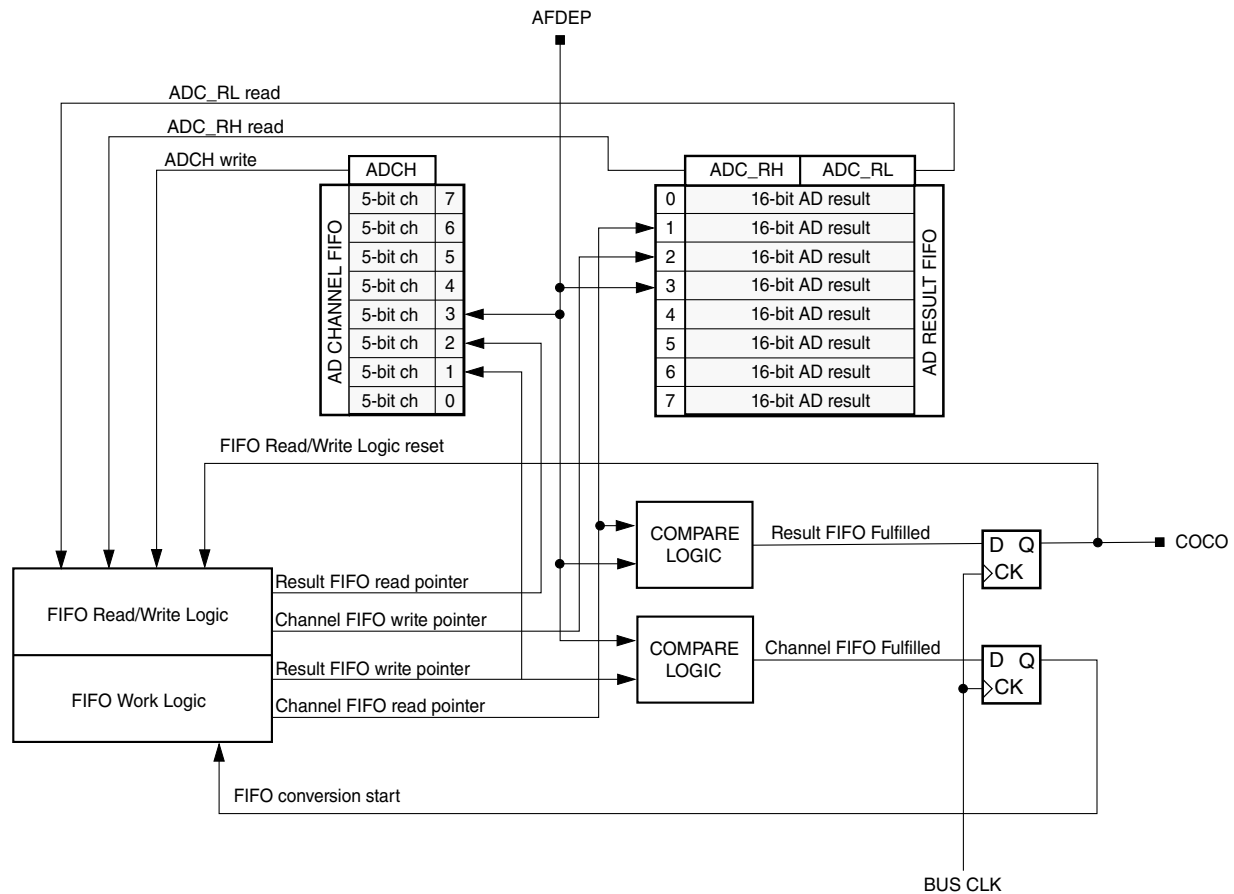 AFDEP
ADC_RL read
ADC_RH read
ADCH write
ADCH
ADC_RH ADC_RL
AD CHANNEL FIFO
5-bit ch 7
5-bit ch 6
5-bit ch 5
5-bit ch 4
5-bit ch 3
5-bit ch 2
5-bit ch 1
5-bit ch 0
0 16-bit AD result
1 16-bit AD result
2 16-bit AD result
3 16-bit AD result
4 16-bit AD result
5 16-bit AD result
6 16-bit AD result
7 16-bit AD result
AD RESULT FIFO
FIFO Read/Write Logic reset
COMPARE
LOGIC
Result FIFO Fulfilled
D Q
CK
COCO
FIFO Read/Write Logic
Result FIFO read pointer
Channel FIFO write pointer
COMPARE
LOGIC
Channel FIFO Fulfilled
D Q
CK
FIFO Work Logic
Result FIFO write pointer
Channel FIFO read pointer
FIFO conversion start
BUS CLK